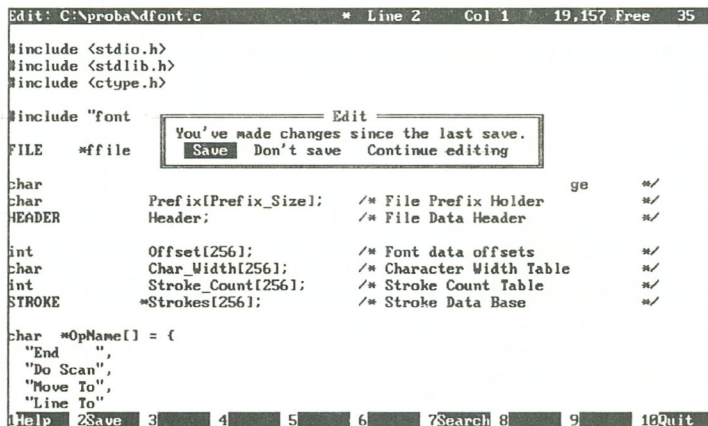 Edit: C:\proba\dfont.c * Line 2 Col 1 19,157 Free 35
#include <stdio.h>
#include <stdlib.h>
#include <ctype.h>
#include "font
Edit
You've made changes since the last save.
Save Don't save Continue editing
FILE *ffile
char ge */
char Prefix[Prefix_Size]; /* File Prefix Holder */
HEADER Header; /* File Data Header */
int Offset[256]; /* Font data offsets */
char Char_Width[256]; /* Character Width Table */
int Stroke_Count[256]; /* Stroke Count Table */
STROKE *Strokes[256]; /* Stroke Data Base */
char *OpName[] = {
"End ",
"Do Scan",
"Move To",
"Line To"
1Help 2Save 3 4 5 6 7Search 8 9 10Quit